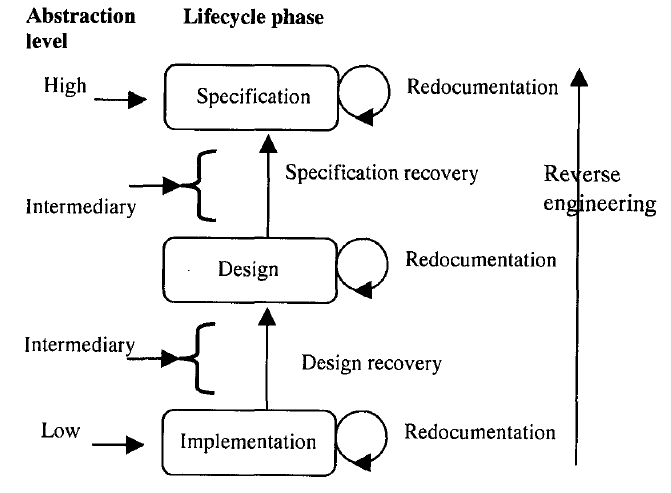 Abstraction level
Lifecycle phase
High
Specification
Redocumentation
Specification recovery
Reverse engineering
Intermediary
Design
Redocumentation
Intermediary
Design recovery
Low
Implementation
Redocumentation